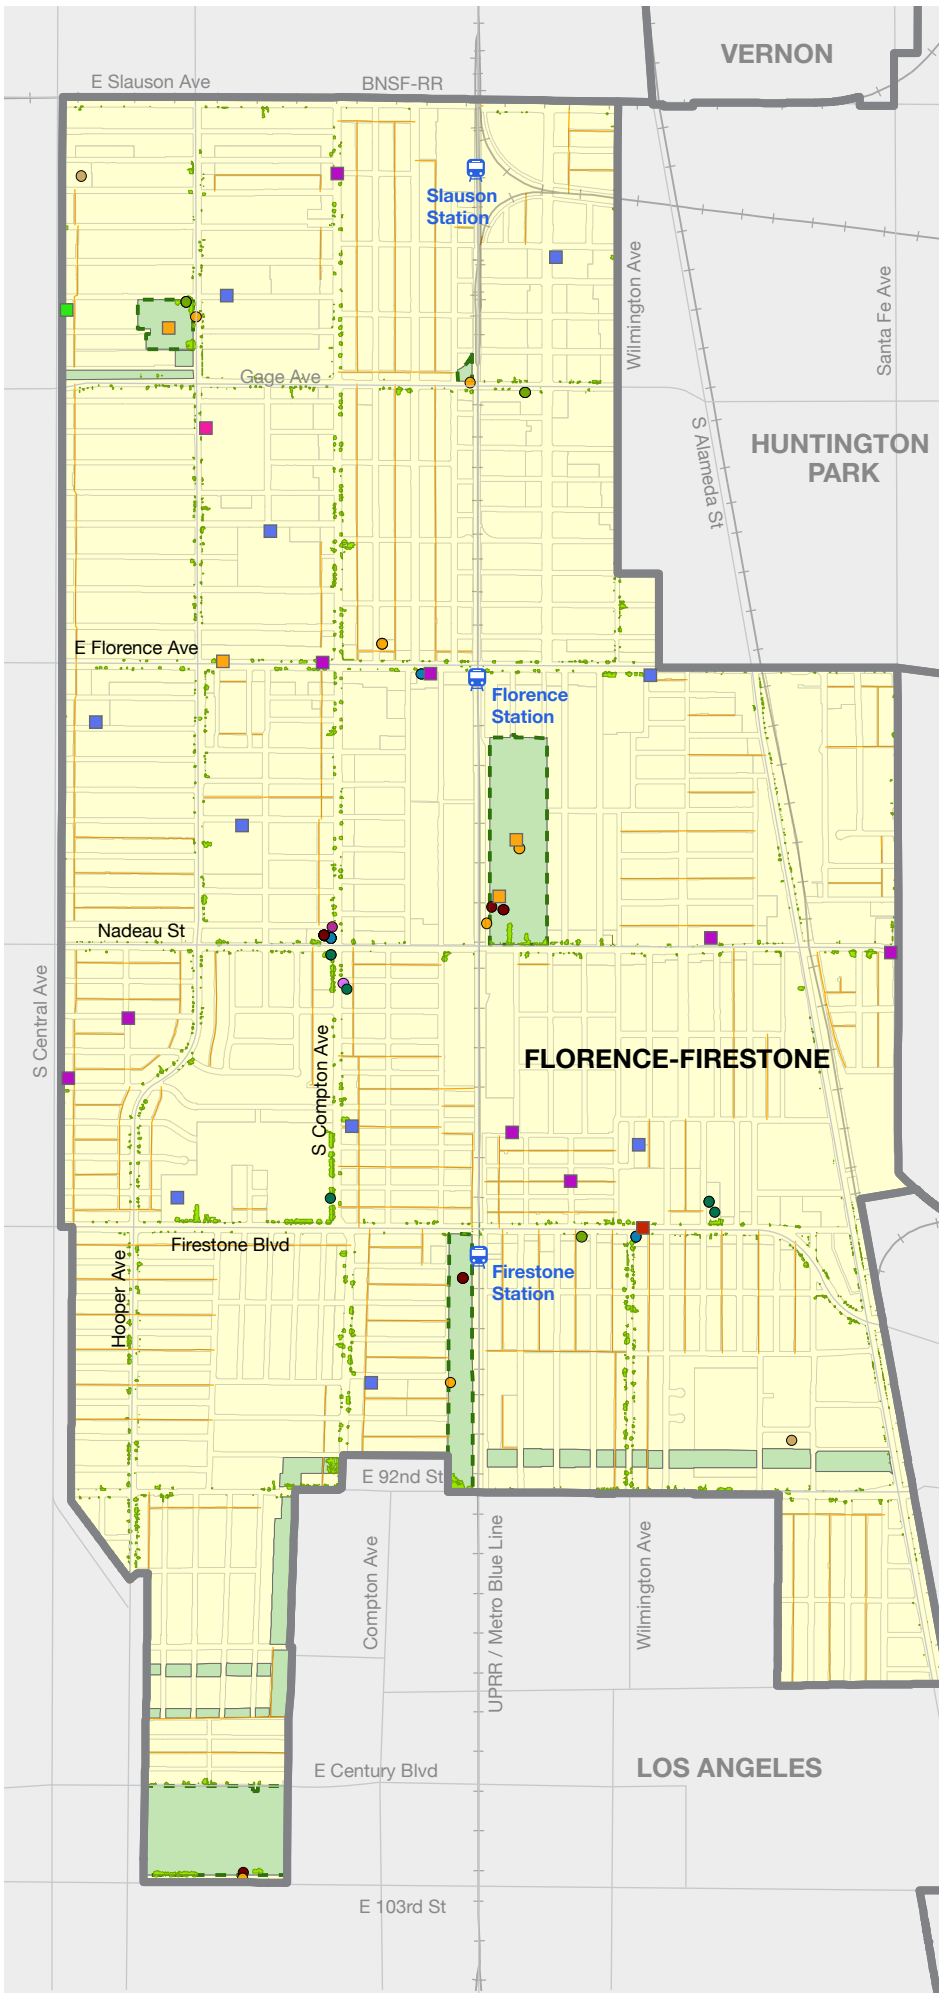 VERNON
E Slauson Ave
BNSF-RR
Slauson
Station
Wilmington Ave
Santa Fe Ave
Gage Ave
S Alameda St
HUNTINGTON
PARK
E Florence Ave
Florence
Station
Nadeau St
S Central Ave
S Compton Ave
FLORENCE-FIRESTONE
Firestone Blvd
Hooper Ave
Firestone
Station
E 92nd St
Compton Ave
UPRR / Metro Blue Line
Wilmington Ave
E Century Blvd
LOS ANGELES
E 103rd St